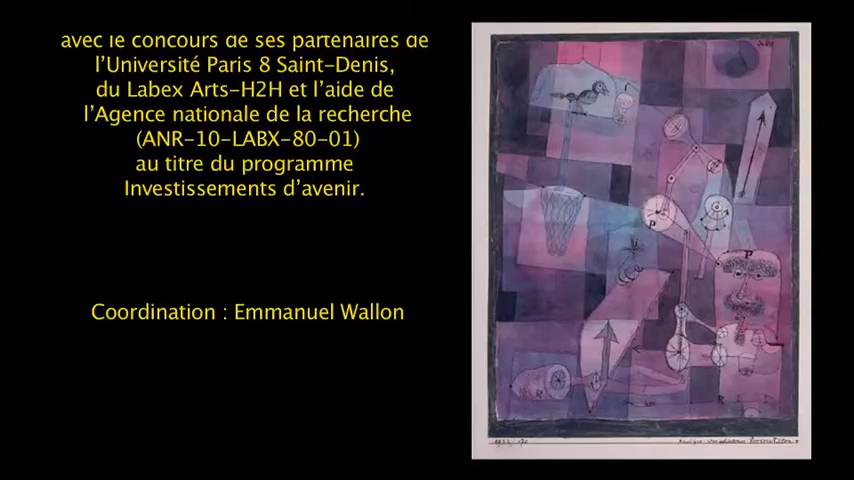 avec le concours de ses partenaires de
l'Université Paris 8 Saint-Denis,
du Labex Arts-H2H et l'aide de
l'Agence nationale de la recherche
(ANR-10-LABX-80-01)
au titre du programme
Investissements d'avenir.
Coordination : Emmanuel Wallon
P
P
R